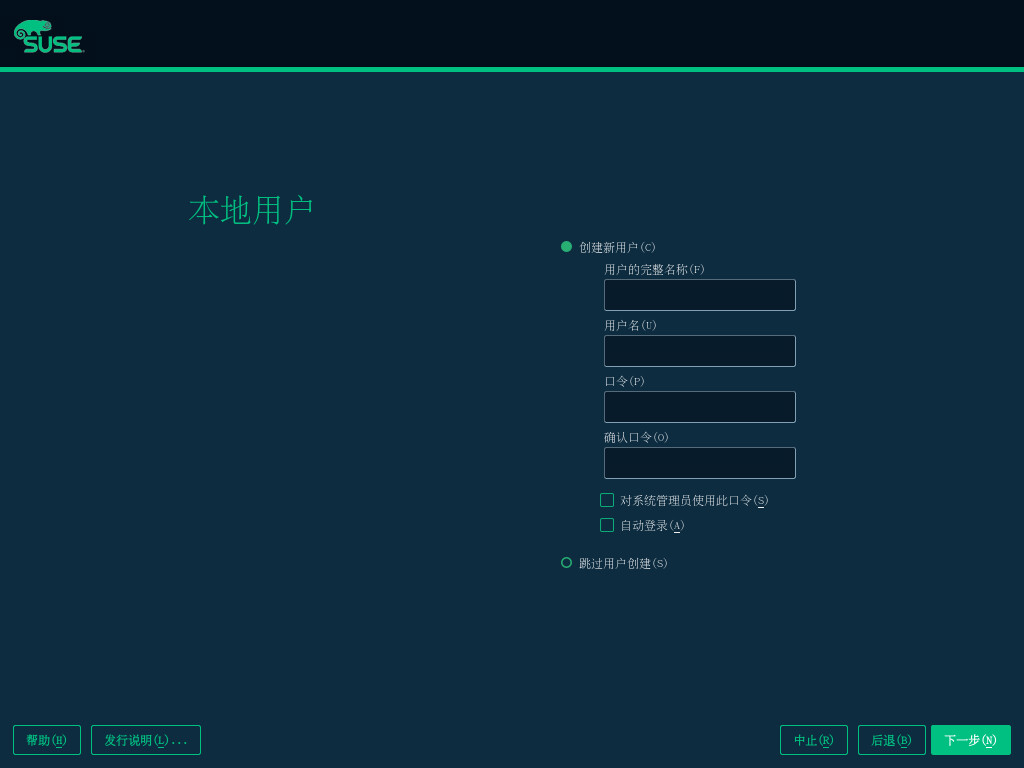 SUSE
本地用户
创建新用户(C)
用户的完整名称(F)
用户名(U)
口令(P)
确认口令(O)
对系统管理员使用此口令(S)
自动登录(A)
跳过用户创建(S)
帮助(H) 发行说明(L)... 中止(R) 后退(B) 下一步(N)